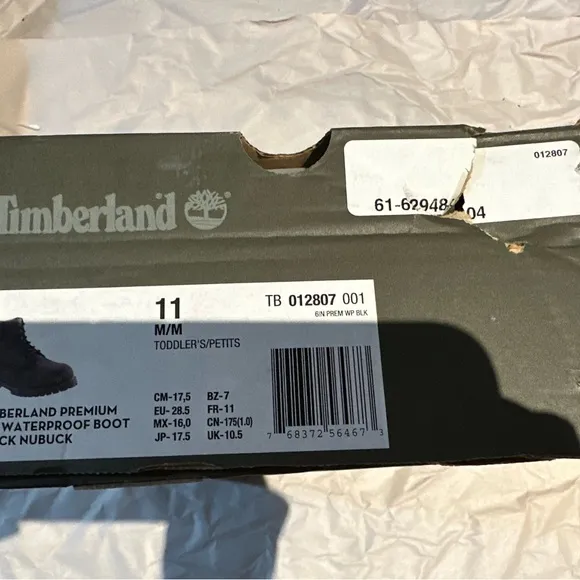 Timberland
012807
61-62948
04
11
M/M
TODDLER'S/PETITS
TB 012807 001
6IN PREM WP BLK
CM-17,5 BZ-7
EU- 28.5 FR-11
MX-16,0 CN-175(1.0)
JP-17.5 UK-10.5
BERLAND PREMIUM
WATERPROOF BOOT
CK NUBUCK
7 68372 56467 3